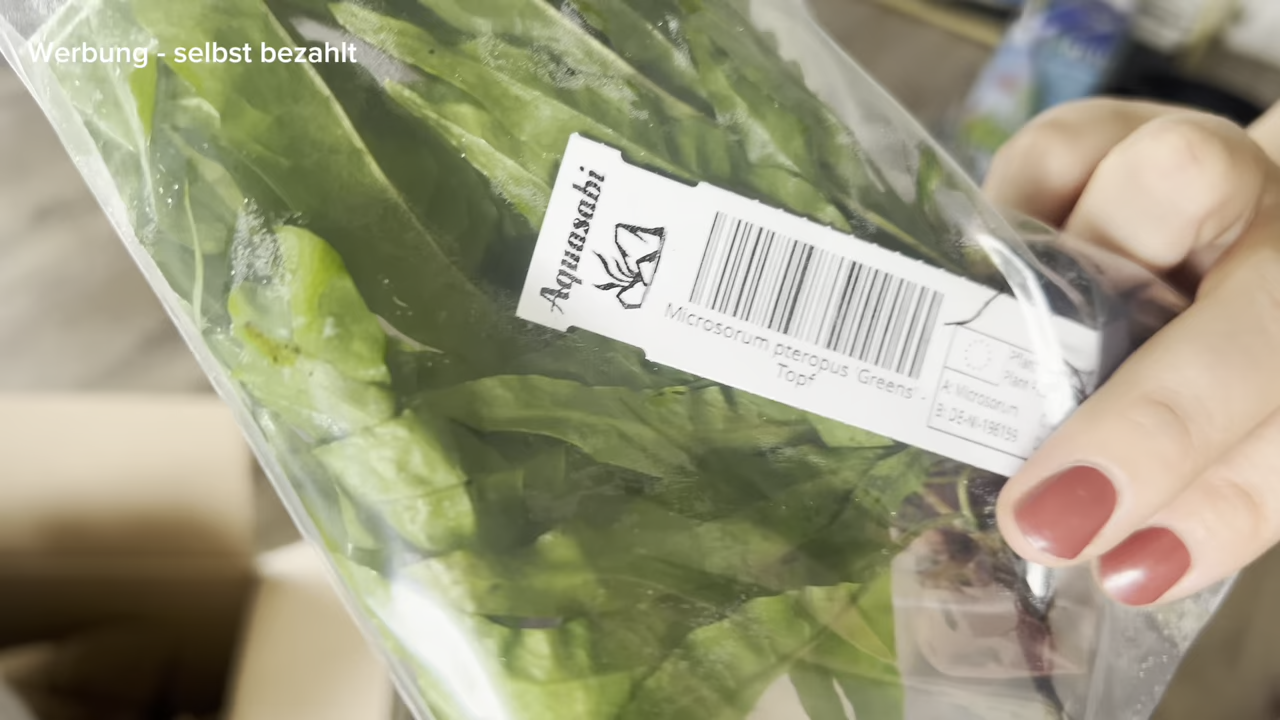 Werbung - selbst bezahlt
Aquasabi
Microsorum pteropus 'Greens' -
Top
Plant
A: Microsorum
B: DE-NI-196199